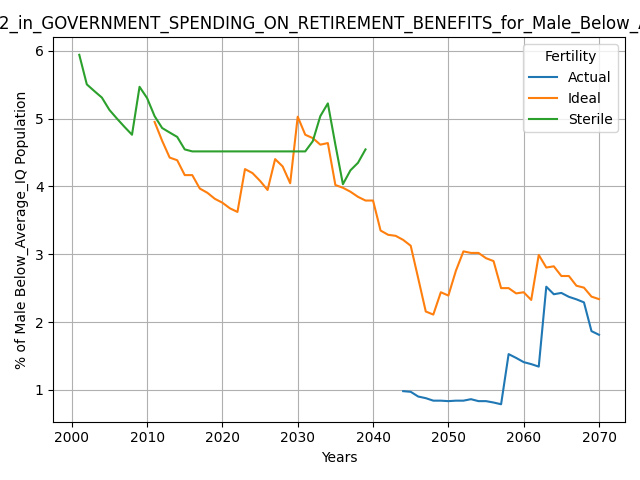 2_in_GOVERNMENT_SPENDING_ON_RETIREMENT_BENEFITS_for_Male_Below_
% of Male Below_Average_IQ Population
6
5
4
3
2
1
Fertility
Actual
Ideal
Sterile
2000 2010 2020 2030 2040 2050 2060 2070
Years